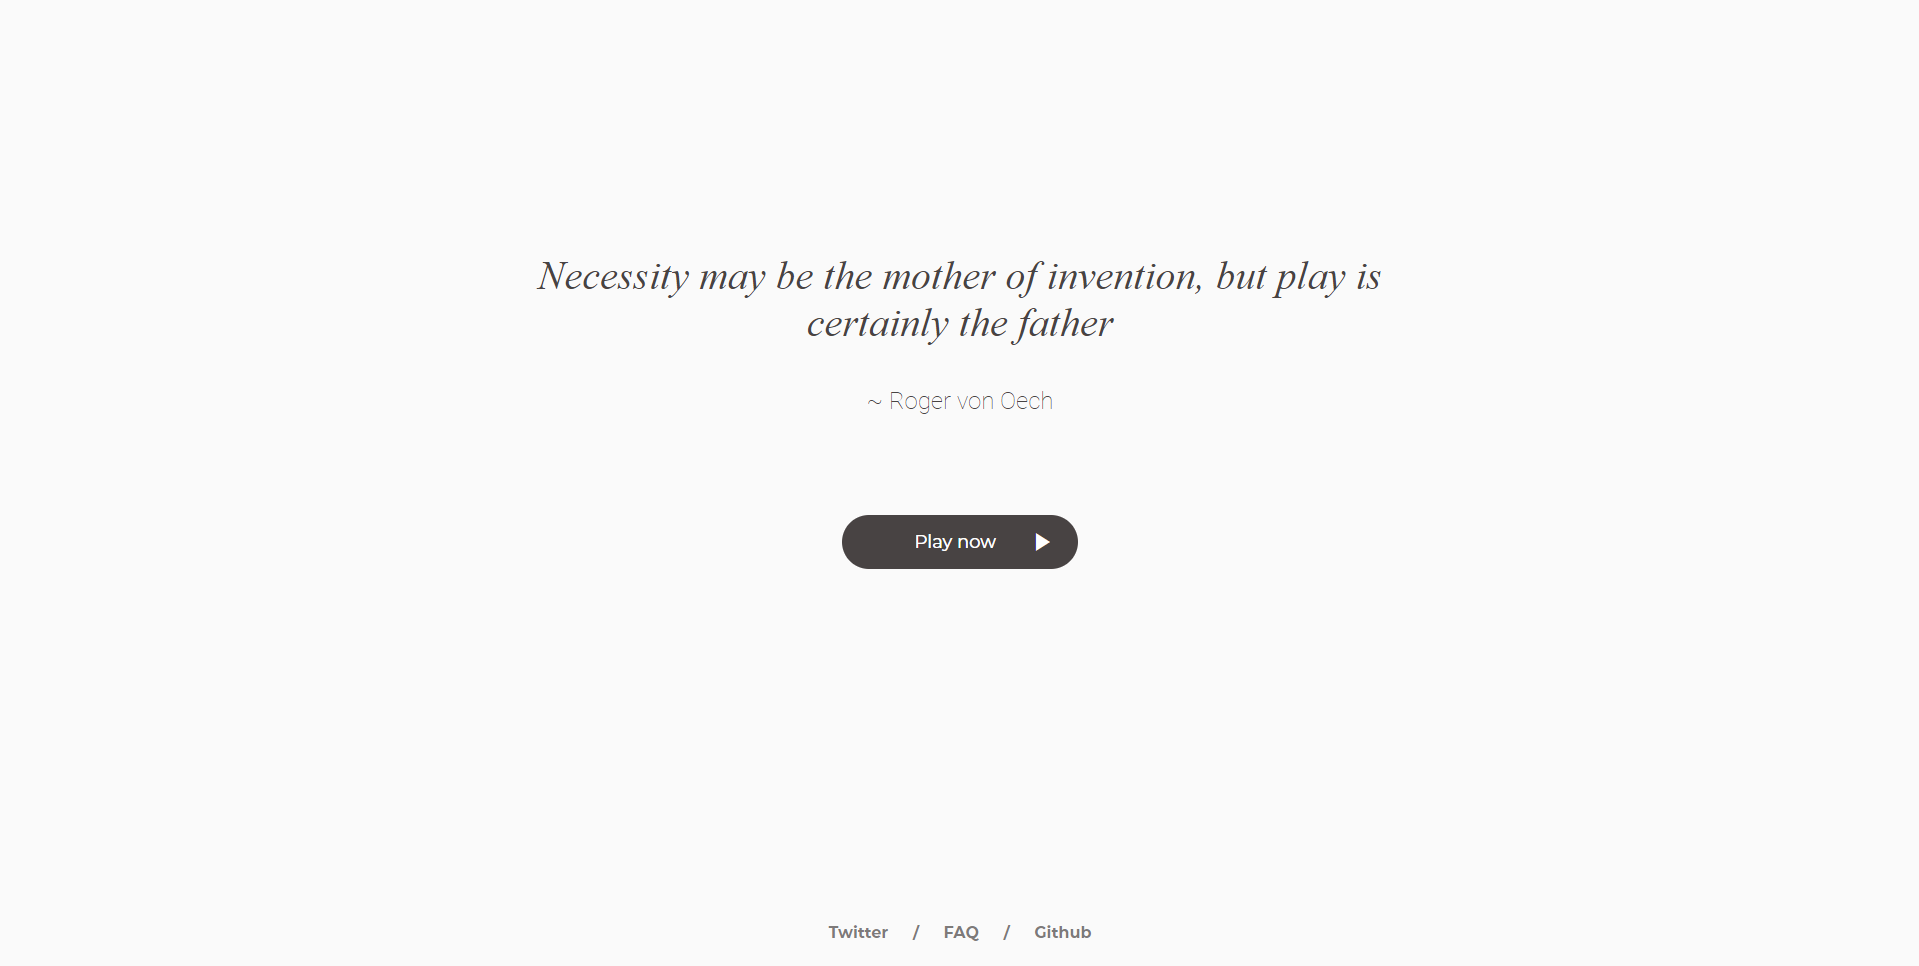 Necessity may be the mother of invention, but play is
certainly the father
~ Roger von Oech
Play now
Twitter / FAQ / Github